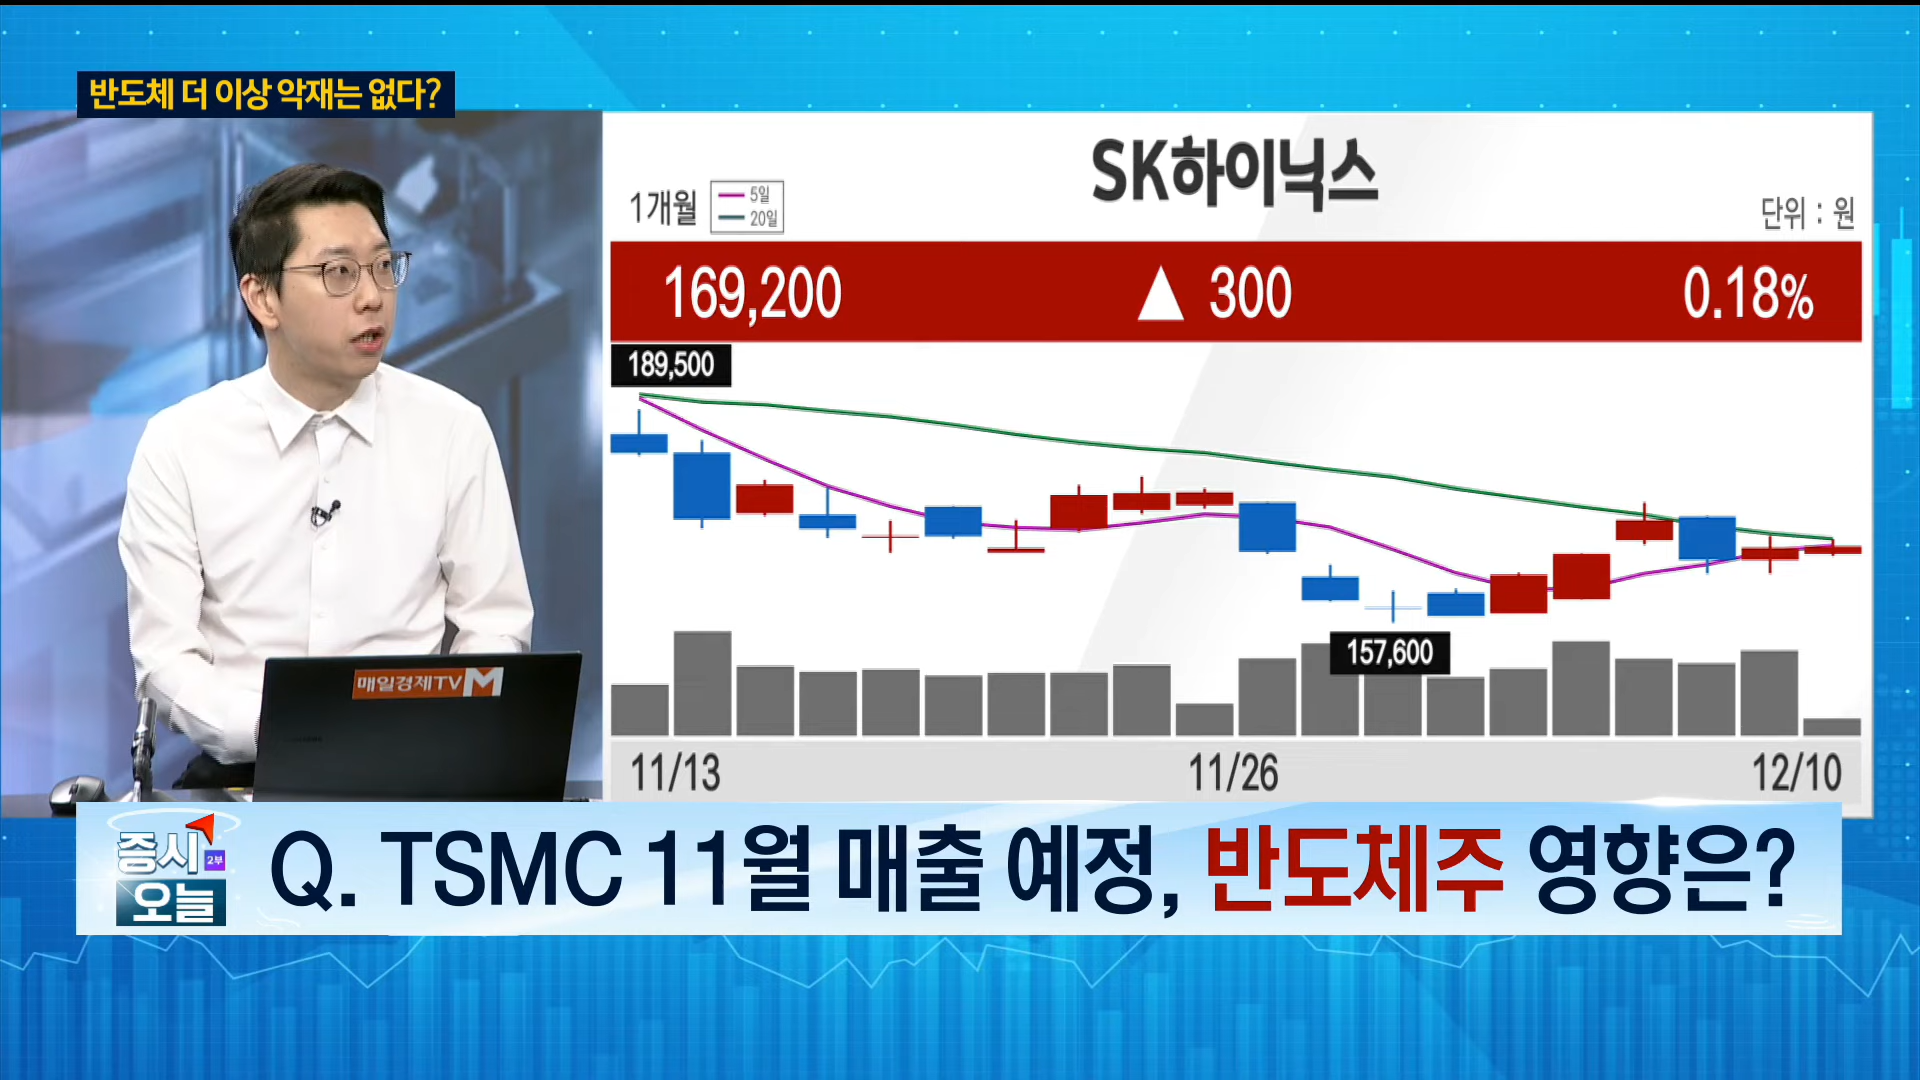 반도체 더 이상 악재는 없다?
SK하이닉스
1개월
5일
20일
단위 : 원
169,200 ▲ 300 0.18%
189,500
157,600
11/13 11/26 12/10
매일경제TV M
증시 2부
오늘
Q. TSMC 11월 매출 예정, 반도체주 영향은?